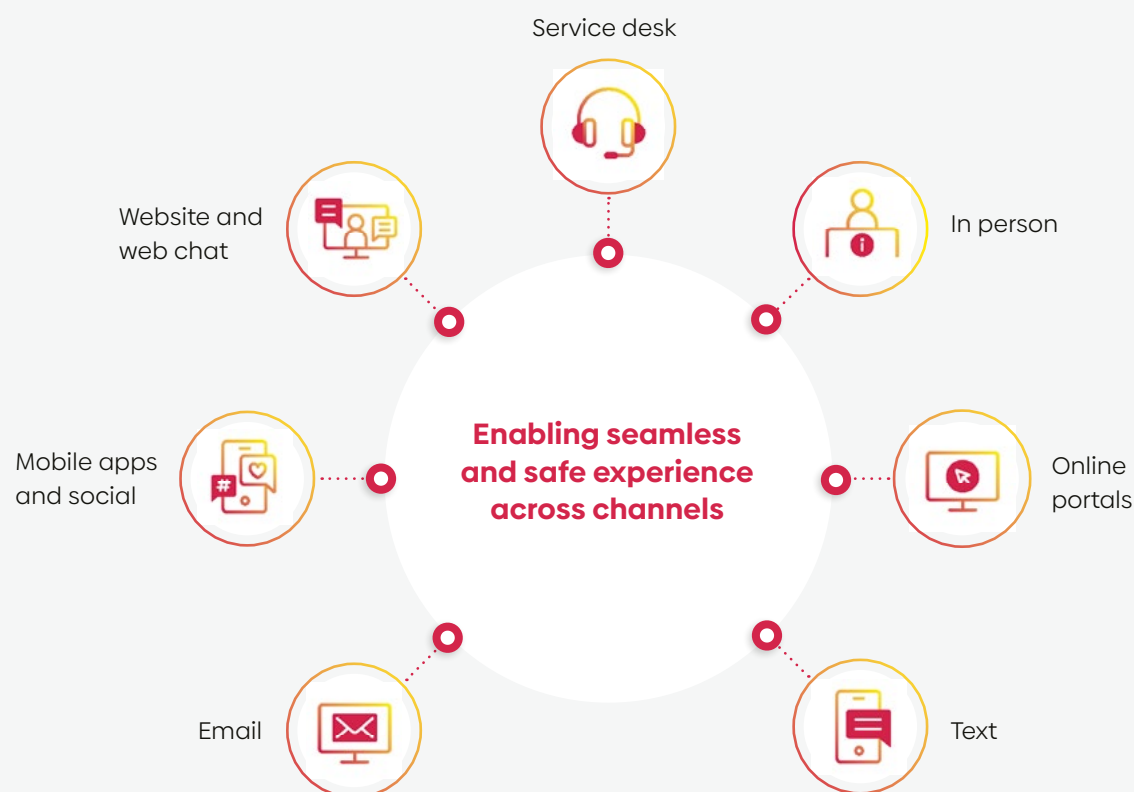 Service desk
Website and
web chat
In person
Enabling seamless
and safe experience
across channels
Mobile apps
and social
#
Online
portals
Email
Text
i